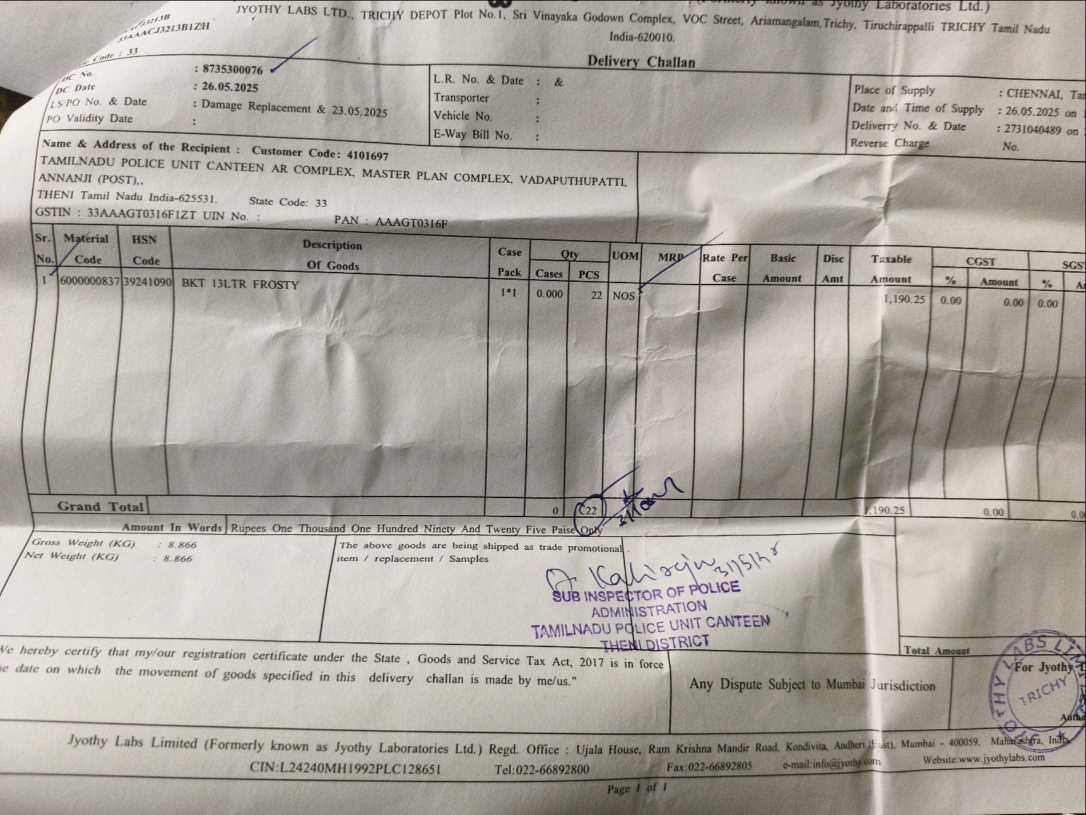 (Formerly known as Jyothy Laboratories Ltd.)
JYOTHY LABS LTD., TRICHY DEPOT Plot No.1, Sri Vinayaka Godown Complex, VOC Street, Ariamangalam,Trichy, Tiruchirappalli TRICHY Tamil Nadu
India-620010.
33AAACJ3213B1ZH
Code : 33
Delivery Challan
DC No. : 8735300076
DC Date : 26.05.2025
LS/PO No. & Date : Damage Replacement & 23.05.2025
PO Validity Date :
L.R. No. & Date : &
Transporter :
Vehicle No. :
E-Way Bill No. :
Place of Supply : CHENNAI,
Date and Time of Supply : 26.05.2025 on
Deliverry No. & Date : 2731040489 on
Reverse Charge No.
Name & Address of the Recipient : Customer Code: 4101697
TAMILNADU POLICE UNIT CANTEEN AR COMPLEX, MASTER PLAN COMPLEX, VADAPUTHUPATTI,
ANNANJI (POST),,
THENI Tamil Nadu India-625531. State Code: 33
GSTIN : 33AAAGT0316F1ZT UIN No. : PAN : AAAGT0316F
Sr. No. Material Code HSN Code Description Of Goods Case Pack Qty Cases PCS UOM MRP Rate Per Case Basic Amount Disc Amt Taxable Amount CGST % Amount SGS %
1 6000000837 39241090 BKT 13LTR FROSTY 1*1 0.000 22 NOS 1,190.25 0.00 0.00 0.00
Grand Total 0 22 1,190.25 0.00
Amount In Words Rupees One Thousand One Hundred Ninety And Twenty Five Paise Only
Gross Weight (KG) : 8.866
Net Weight (KG) : 8.866
The above goods are being shipped as trade promotional
item / replacement / Samples
SUB INSPECTOR OF POLICE
ADMINISTRATION
TAMILNADU POLICE UNIT CANTEEN
THENI DISTRICT
Total Amount
We hereby certify that my/our registration certificate under the State , Goods and Service Tax Act, 2017 is in force
date on which the movement of goods specified in this delivery challan is made by me/us."
Any Dispute Subject to Mumbai Jurisdiction
For Jyothy
JYOTHY LABS LIMITED
TRICHY
Jyothy Labs Limited (Formerly known as Jyothy Laboratories Ltd.) Regd. Office : Ujala House, Ram Krishna Mandir Road, Kondivita, Andheri (East), Mumbai - 400059, Maharashtra, India
CIN:L24240MH1992PLC128651 Tel:022-66892800 Fax:022-66892805 e-mail:info@jyothy.com Website:www.jyothylabs.com
Page 1 of 1